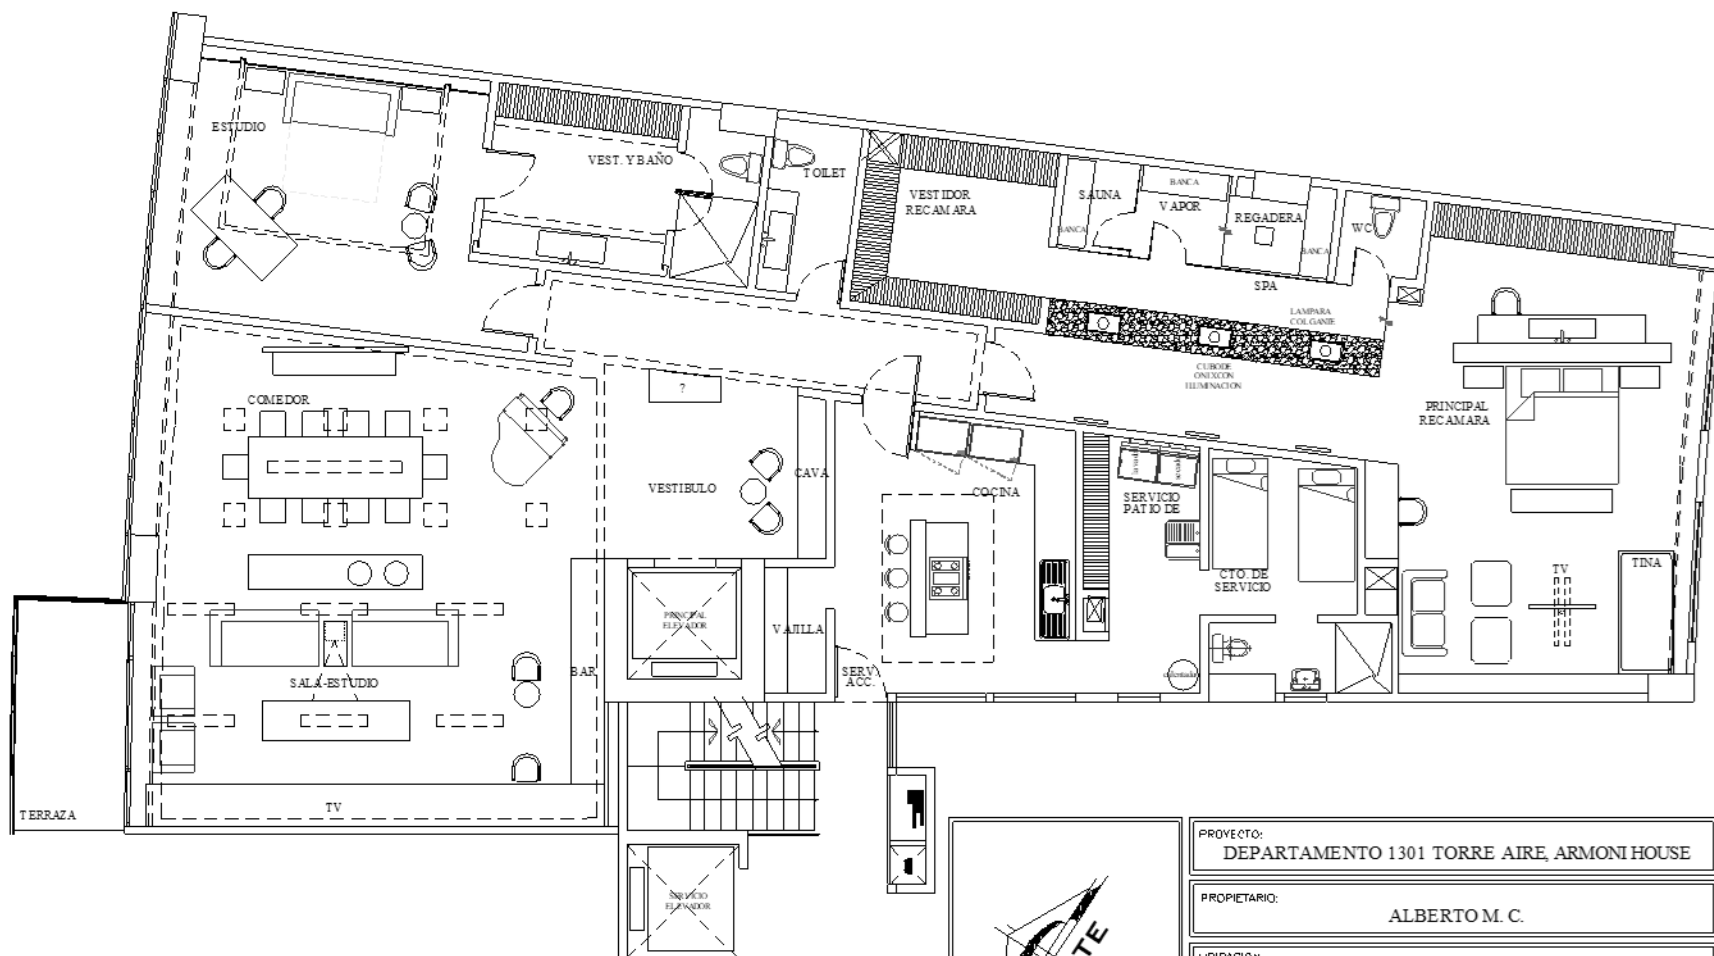 ESTUDIO
VEST. Y BAÑO
TOILET
VESTIDOR
RECAMARA
SAUNA
BANCA
BANCA
VAPOR
REGADERA
BANCA
WC
SPA
LAMPARA
COLGANTE
CUBO DE
ONIX CON
ILUMINACION
PRINCIPAL
RECAMARA
COMEDOR
?
VESTIBULO
CAVA
COCINA
SERVICIO
PATIO DE
CTO. DE
SERVICIO
TV
TINA
PRINCIPAL
ELEVADOR
VAJILLA
SERV.
ACC.
calentador
BAR
SALA-ESTUDIO
TV
TERRAZA
SERVICIO
ELEVADOR
TE
PROYECTO:
DEPARTAMENTO 1301 TORRE AIRE, ARMONI HOUSE
PROPIETARIO:
ALBERTO M. C.